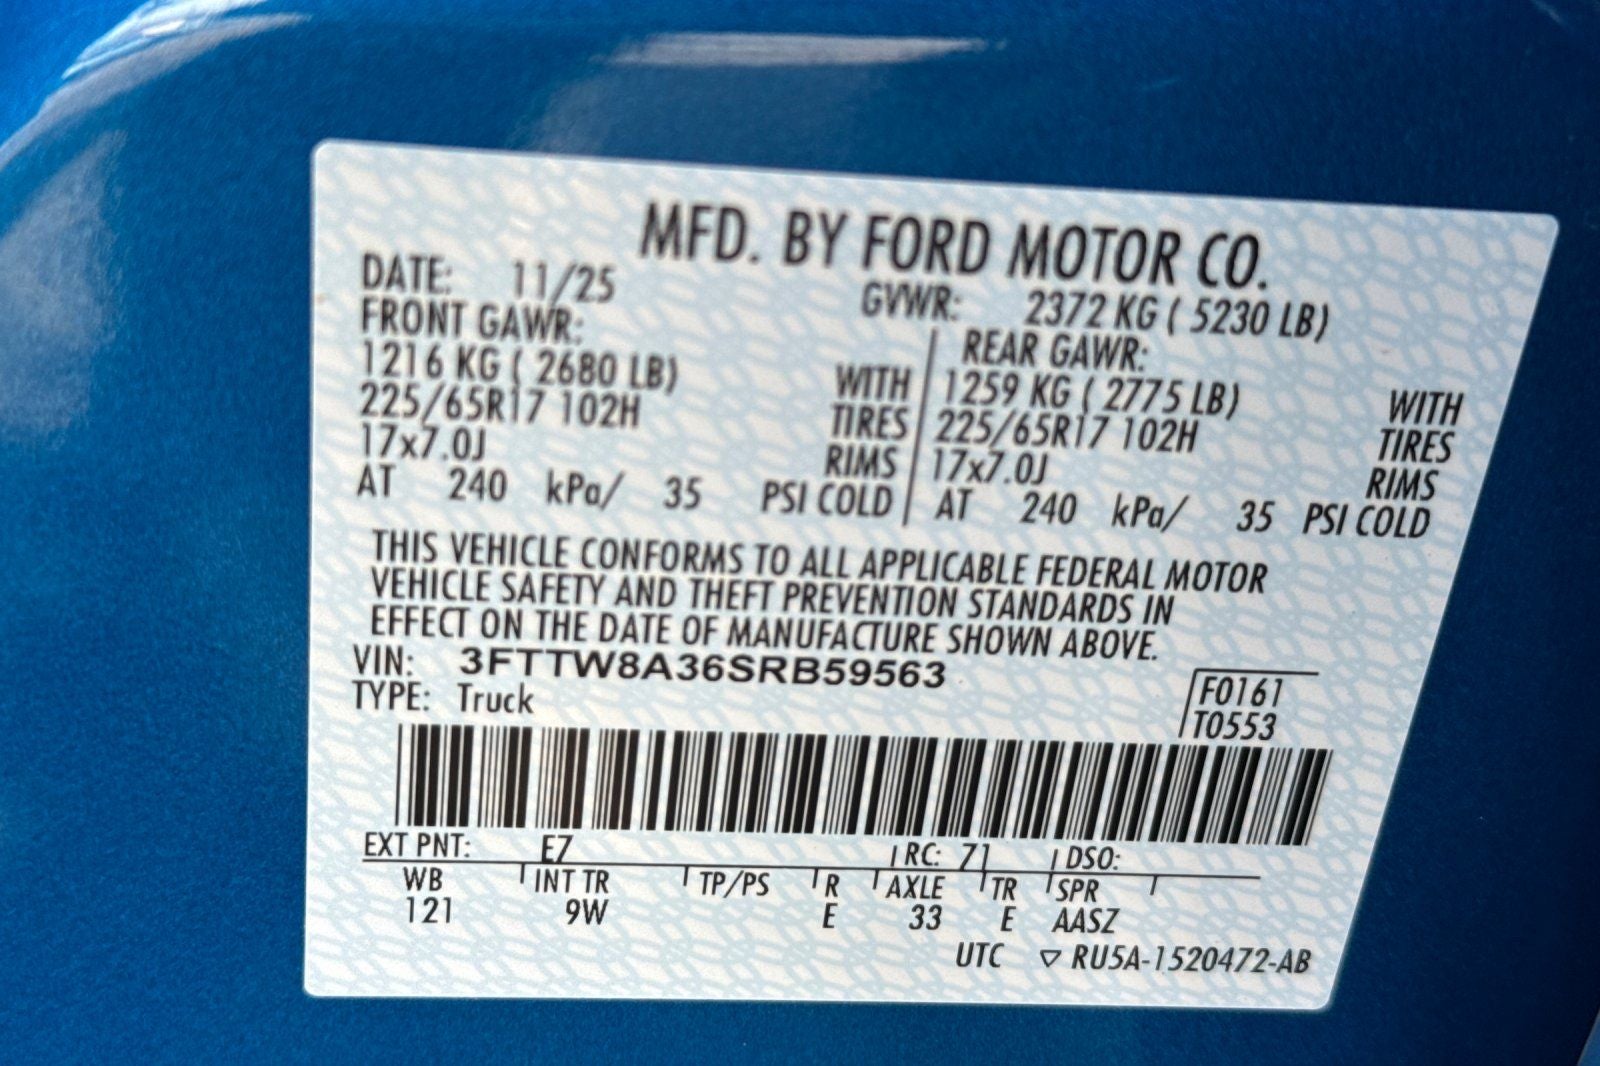 MFD. BY FORD MOTOR CO.
DATE: 11/25 GVWR: 2372 KG ( 5230 LB)
FRONT GAWR: REAR GAWR:
1216 KG ( 2680 LB) WITH 1259 KG ( 2775 LB) WITH
225/65R17 102H TIRES 225/65R17 102H TIRES
17x7.0J RIMS 17x7.0J RIMS
AT 240 kPa/ 35 PSI COLD AT 240 kPa/ 35 PSI COLD
THIS VEHICLE CONFORMS TO ALL APPLICABLE FEDERAL MOTOR
VEHICLE SAFETY AND THEFT PREVENTION STANDARDS IN
EFFECT ON THE DATE OF MANUFACTURE SHOWN ABOVE.
VIN: 3FTTW8A36SRB59563
TYPE: Truck
F0161
T0553
EXT PNT: E7 RC: 71 DSO:
WB INT TR TP/PS R AXLE TR SPR
121 9W E 33 E AASZ
UTC ▽ RU5A-1520472-AB